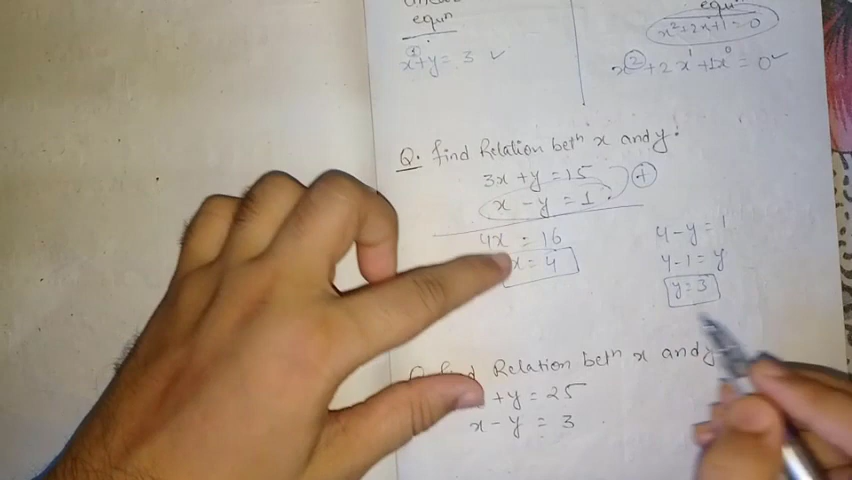 equn
x+y = 3 ✓
equn
x²+2x+1=0
x²+2x¹+1x⁰ = 0 ✓
Q. find Relation betn x and y.
3x+y = 15
x - y = 1
+
4x = 16
x = 4
4-y = 1
4-1 = y
y = 3
Relation betn x and y
+ y = 25
x - y = 3